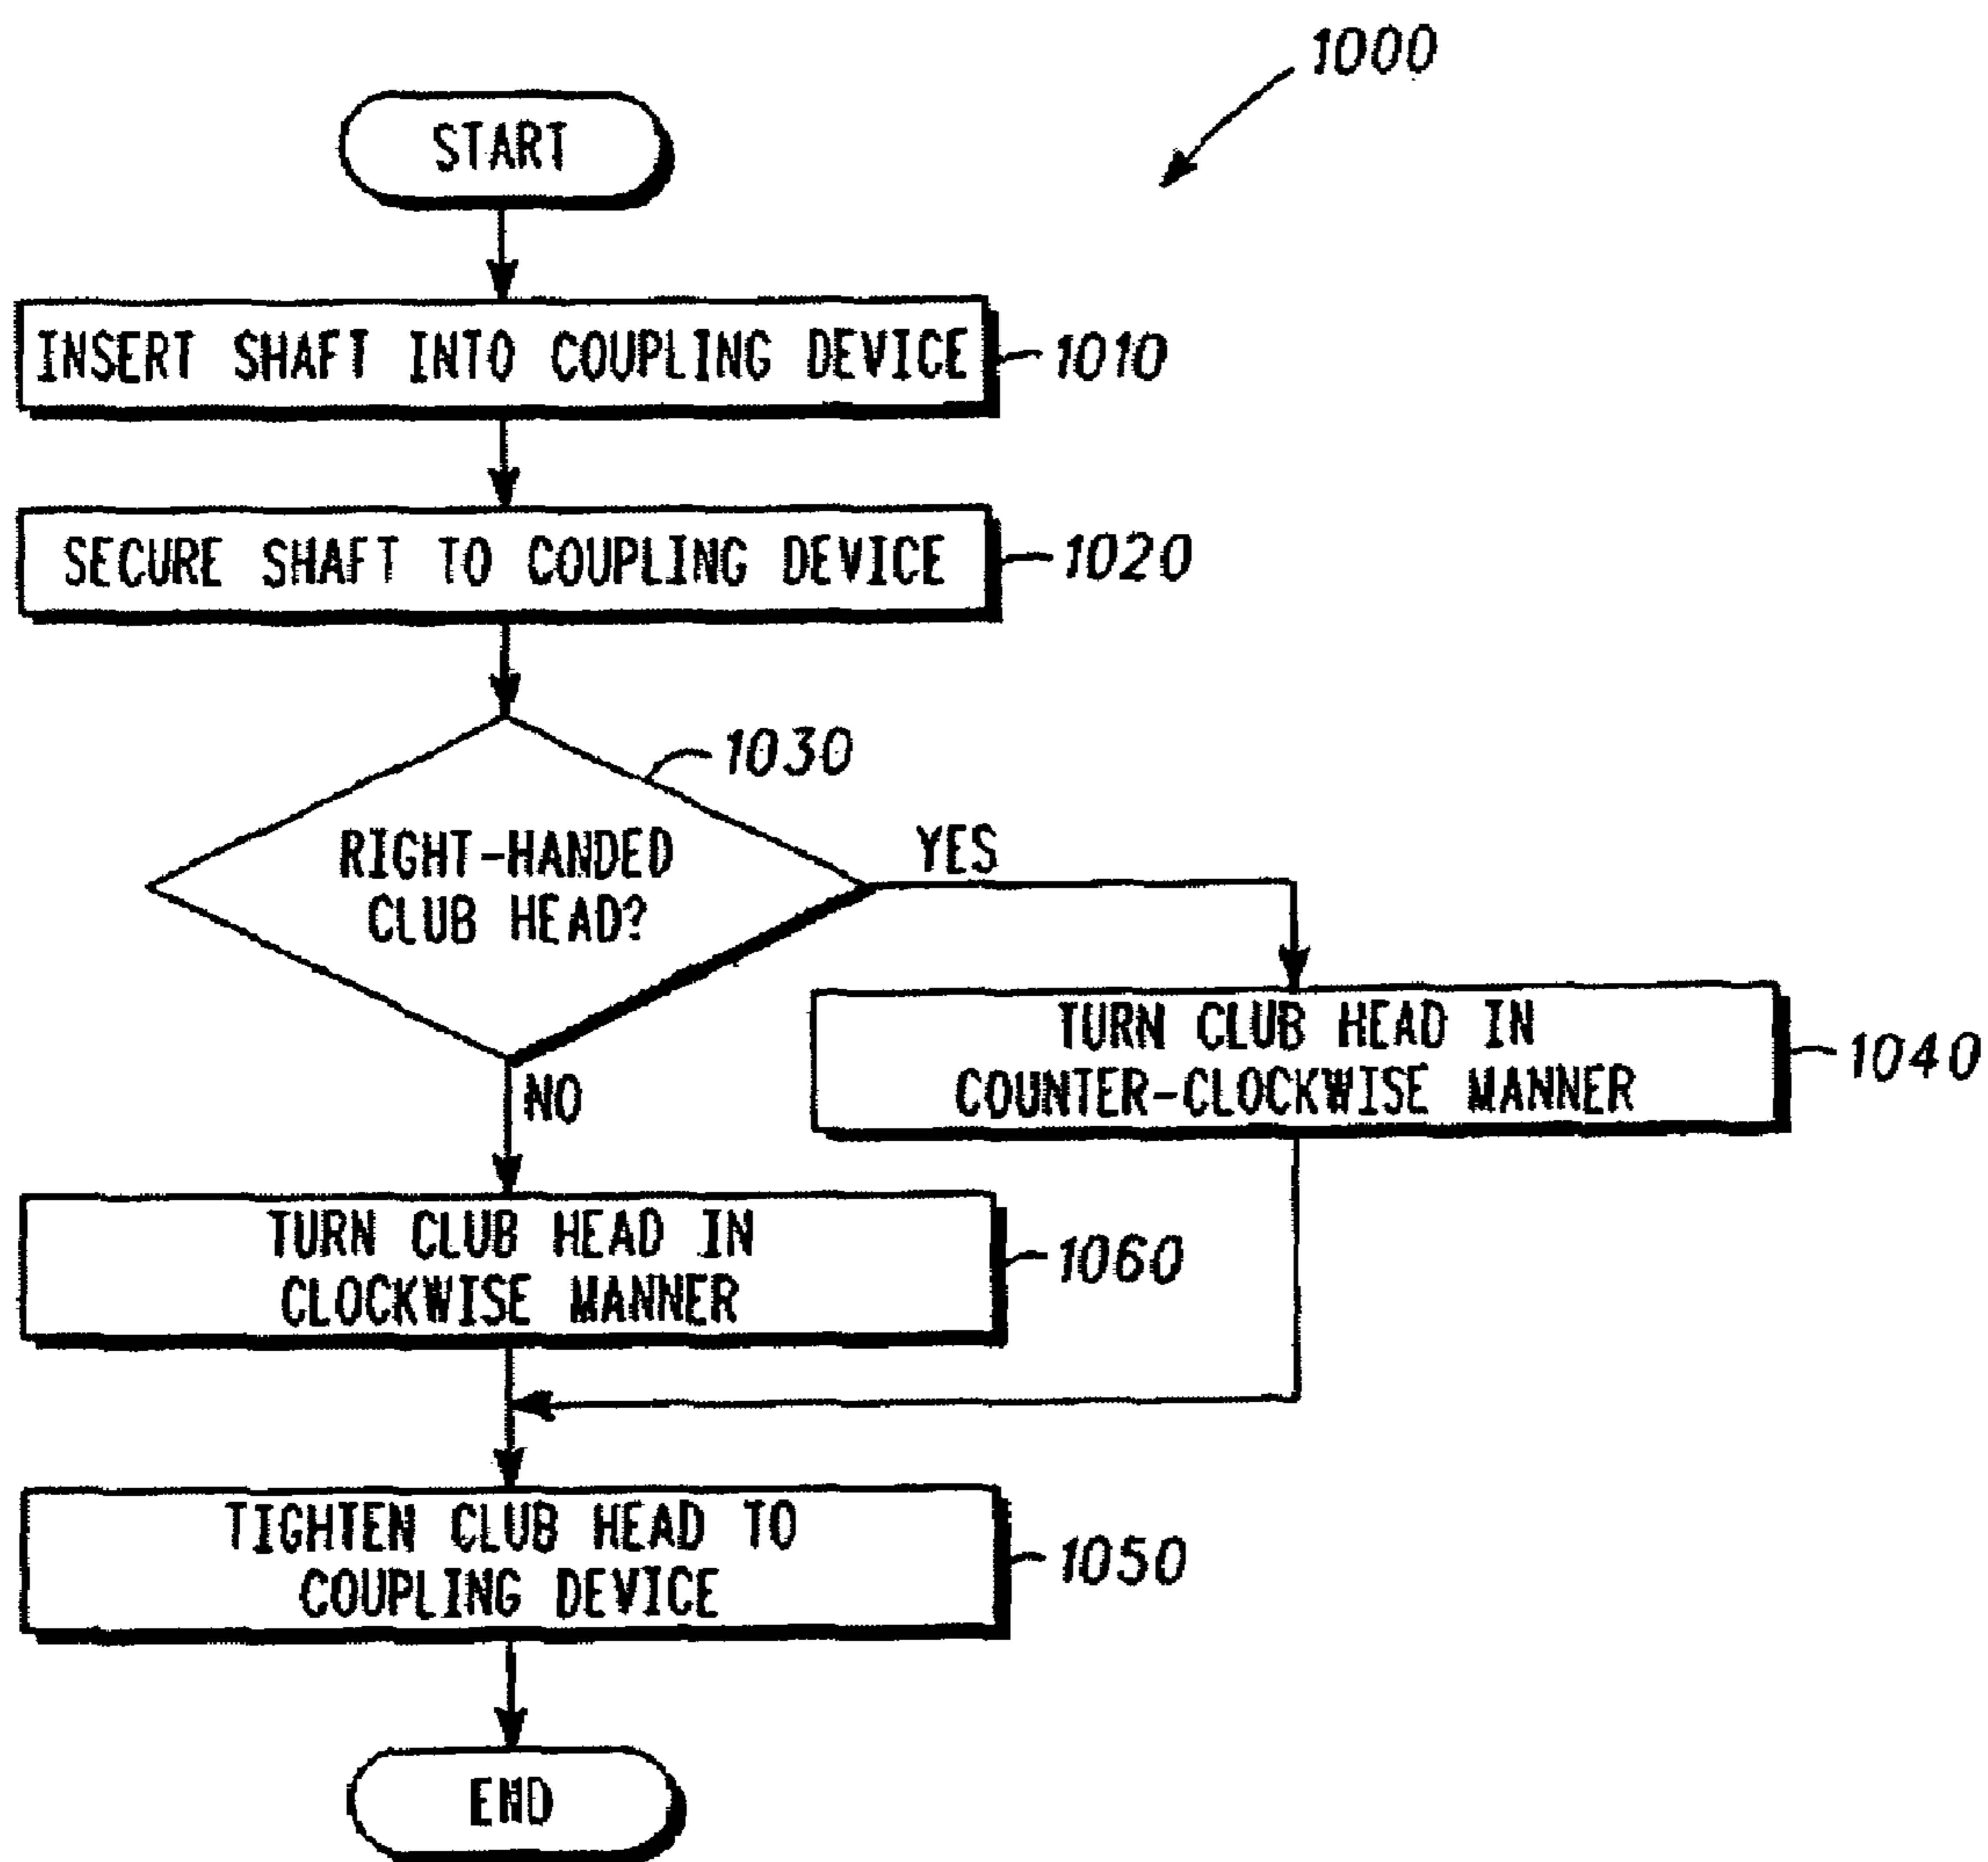 1000
START
INSERT SHAFT INTO COUPLING DEVICE
1010
SECURE SHAFT TO COUPLING DEVICE
1020
1030
RIGHT-HANDED
CLUB HEAD?
YES
NO
TURN CLUB HEAD IN
COUNTER-CLOCKWISE MANNER
1040
TURN CLUB HEAD IN
CLOCKWISE MANNER
1060
TIGHTEN CLUB HEAD TO
COUPLING DEVICE
1050
END